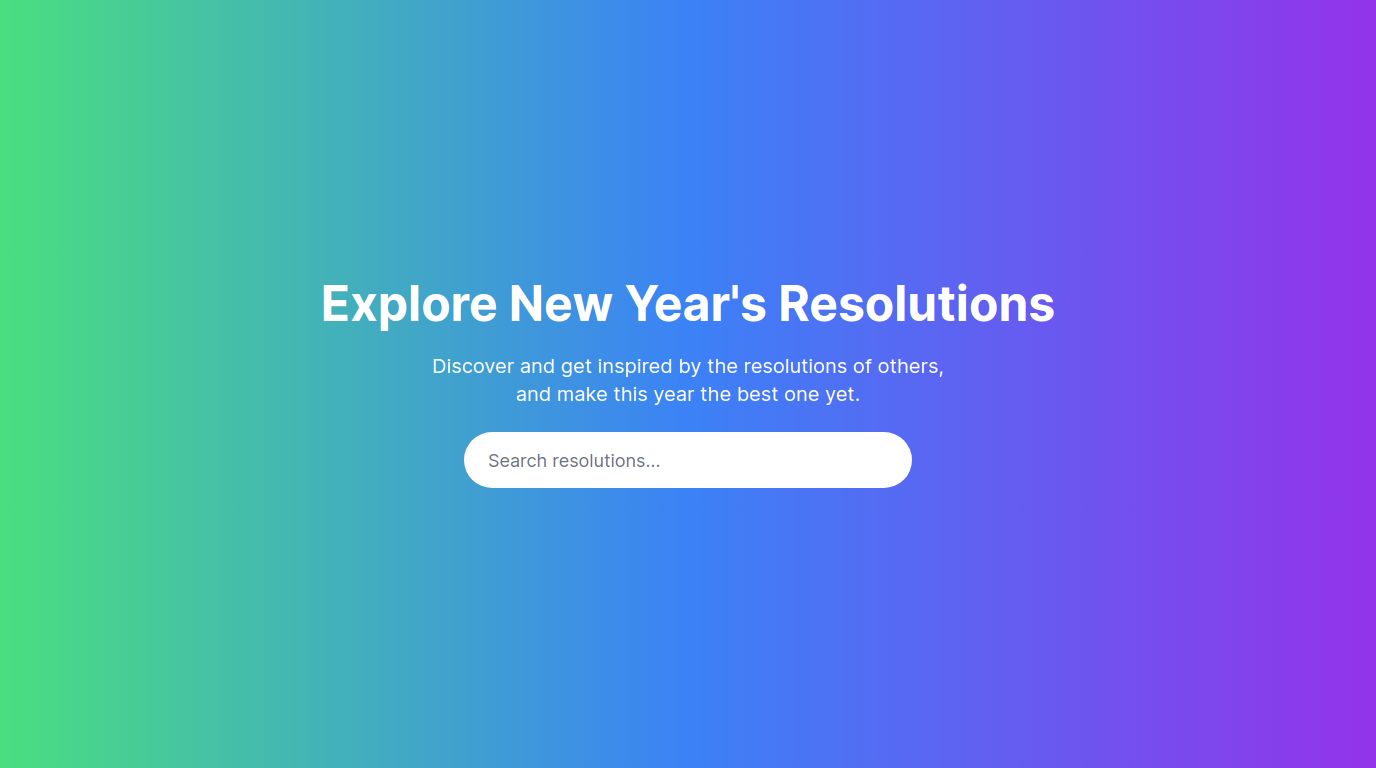 Explore New Year's Resolutions
Discover and get inspired by the resolutions of others,
and make this year the best one yet.
Search resolutions...